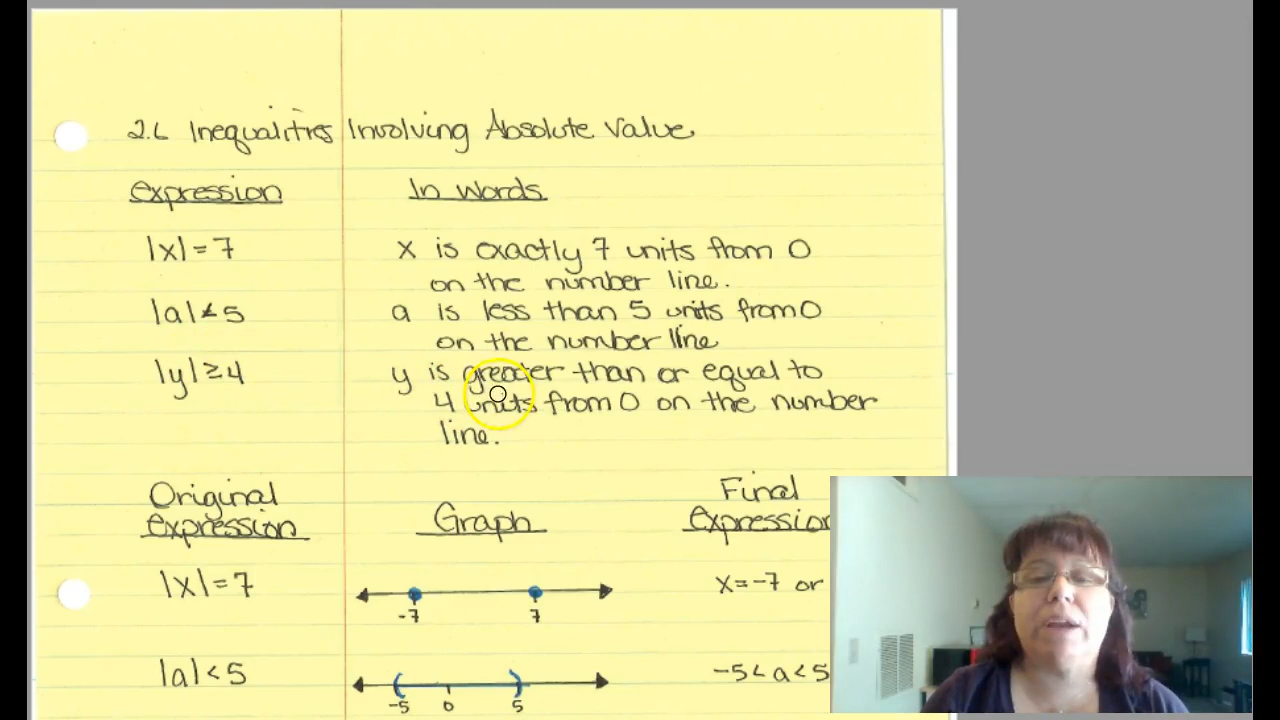 2.6 Inequalities Involving Absolute Value
Expression In Words
|x| = 7 x is exactly 7 units from 0
on the number line.
|a| < 5 a is less than 5 units from 0
on the number line
|y| ≥ 4 y is greater than or equal to
4 units from 0 on the number
line.
Original Final
Expression Graph Expression
|x| = 7 x = -7 or
-7 7
|a| < 5 -5 < a < 5
-5 0 5